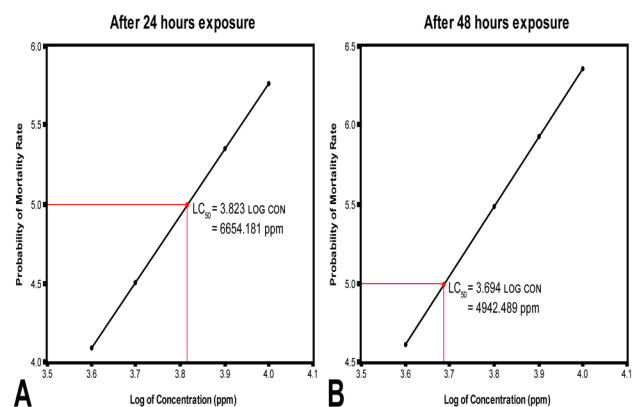 After 24 hours exposure
Probability of Mortality Rate
6.0
5.5
5.0
4.5
4.0
LC50 = 3.823 LOG CON
= 6654.181 ppm
3.5 3.6 3.7 3.8 3.9 4.0 4.1
Log of Concentration (ppm)
A
After 48 hours exposure
Probability of Mortality Rate
6.5
6.0
5.5
5.0
4.5
LC50 = 3.694 LOG CON
= 4942.489 ppm
3.5 3.6 3.7 3.8 3.9 4.0 4.1
Log of Concentration (ppm)
B